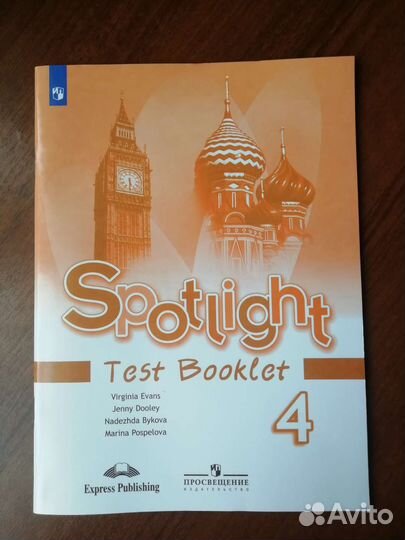 Spotlight
Test Booklet
Virginia Evans
Jenny Dooley
Nadezhda Bykova
Marina Pospelova
4
Express Publishing
ПРОСВЕЩЕНИЕ
ИЗДАТЕЛЬСТВО
Avito